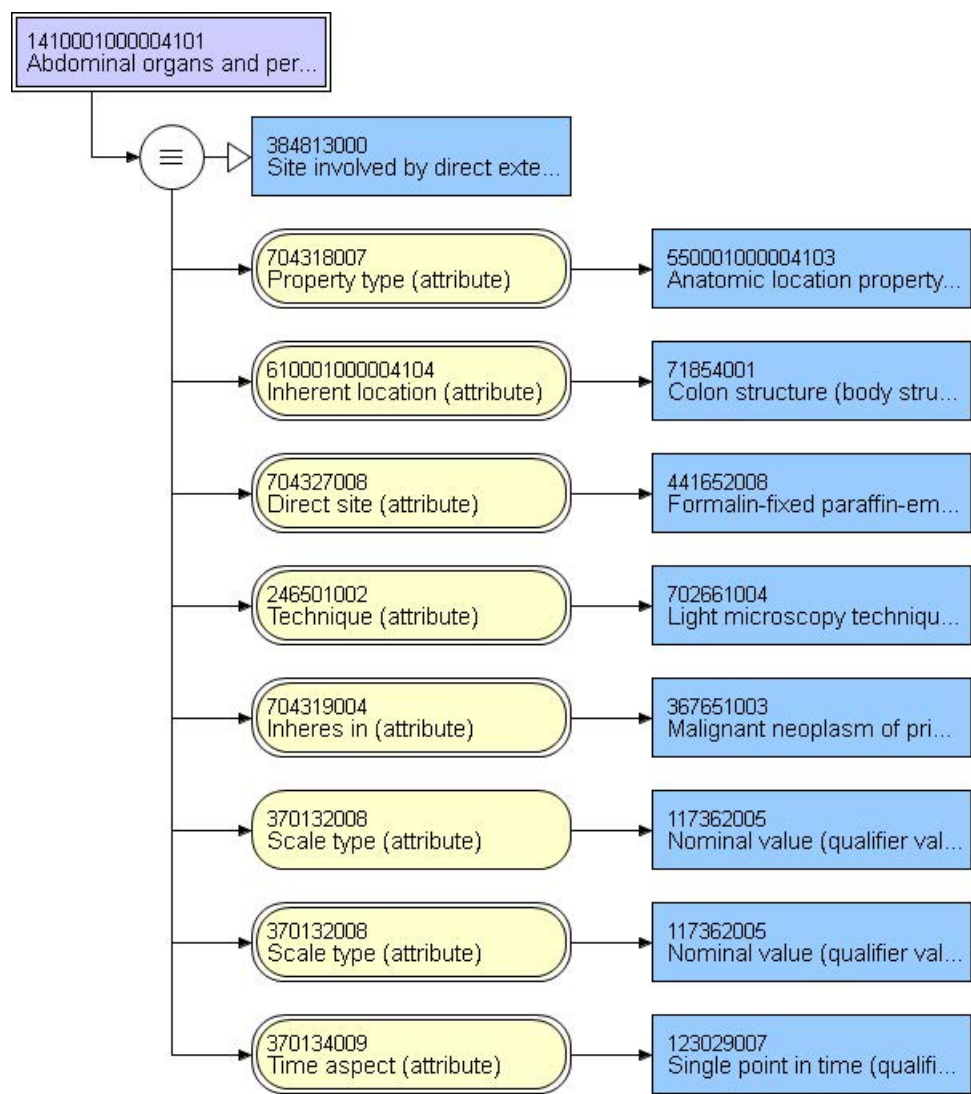 1410001000004101
Abdominal organs and per...
384813000
Site involved by direct exte...
704318007
Property type (attribute)
550001000004103
Anatomic location property...
610001000004104
Inherent location (attribute)
71854001
Colon structure (body stru...
704327008
Direct site (attribute)
441652008
Formalin-fixed paraffin-em...
246501002
Technique (attribute)
702661004
Light microscopy techniqu...
704319004
Inheres in (attribute)
367651003
Malignant neoplasm of pri...
370132008
Scale type (attribute)
117362005
Nominal value (qualifier val...
370132008
Scale type (attribute)
117362005
Nominal value (qualifier val...
370134009
Time aspect (attribute)
123029007
Single point in time (qualifi...